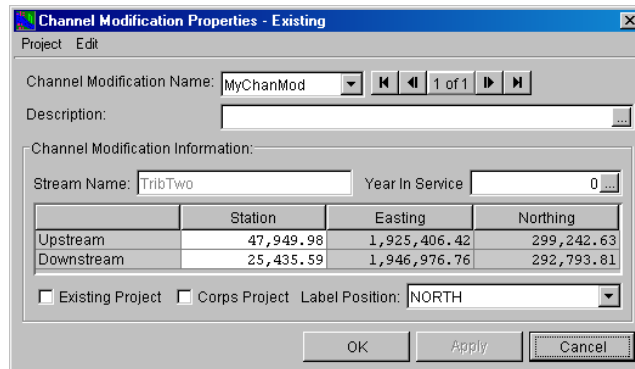 Channel Modification Properties - Existing
Project Edit
Channel Modification Name: MyChanMod 1 of 1
Description: ...
Channel Modification Information:
Stream Name: TribTwo Year In Service 0 ...
Station Easting Northing
Upstream 47,949.98 1,925,406.42 299,242.63
Downstream 25,435.59 1,946,976.76 292,793.81
Existing Project Corps Project Label Position: NORTH
OK Apply Cancel